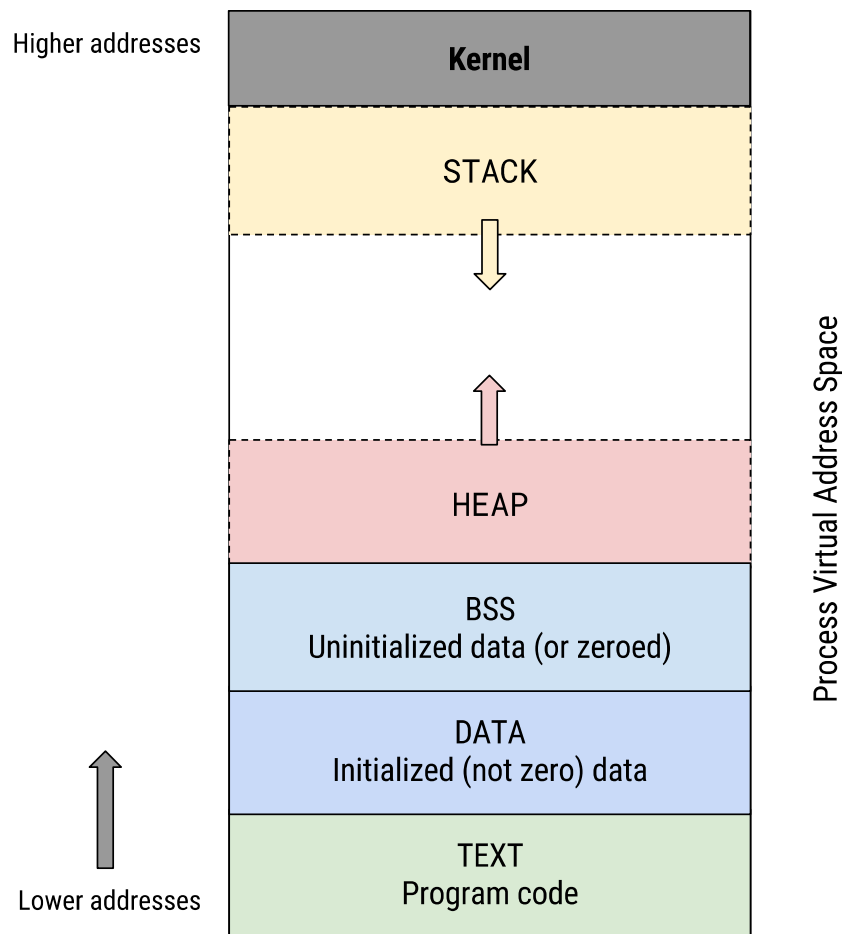 Higher addresses
Kernel
STACK
HEAP
BSS
Uninitialized data (or zeroed)
DATA
Initialized (not zero) data
TEXT
Program code
Lower addresses
Process Virtual Address Space